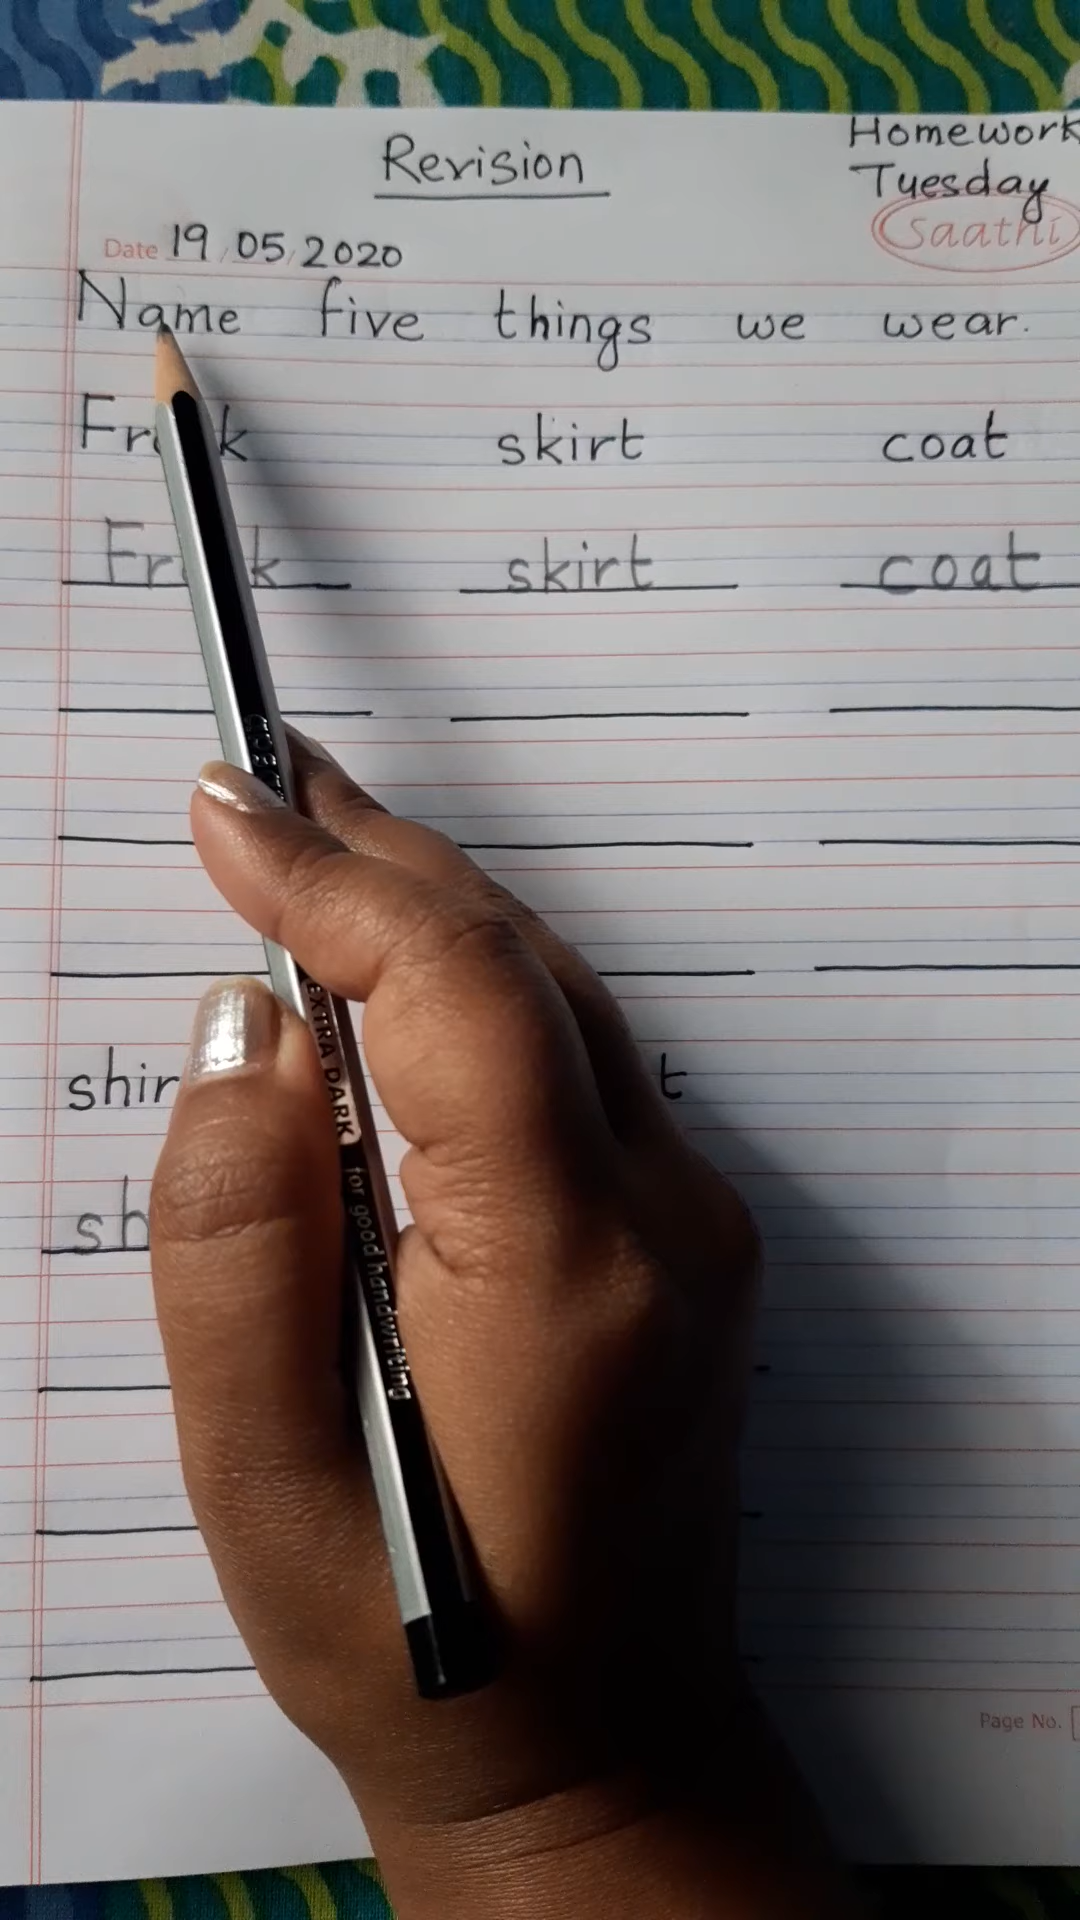 Homework
Revision
Tuesday
saathi
Date 19.05.2020
Name five things we wear.
skirt coat
skirt coat
EXTRA DARK for good handwriting
Page No.